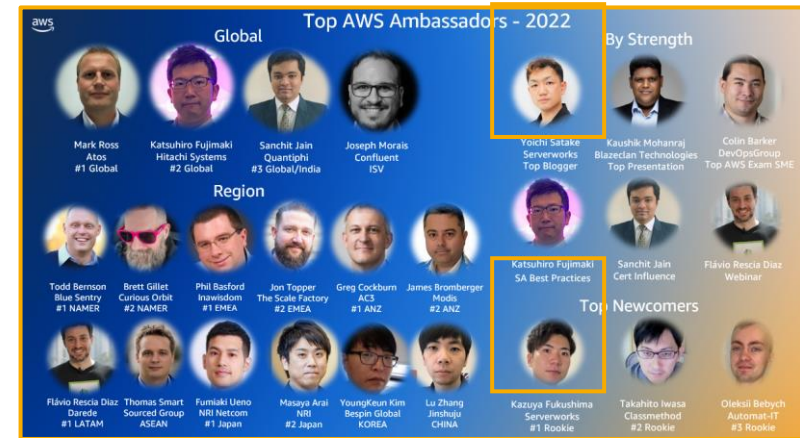 aws
Top AWS Ambassadors - 2022
Global
By Strength
Mark Ross
Atos
#1 Global
Katsuhiro Fujimaki
Hitachi Systems
#2 Global
Sanchit Jain
Quantiphi
#3 Global/India
Joseph Morais
Confluent
ISV
Yoichi Satake
Serverworks
Top Blogger
Kaushik Mohanraj
Blazeclan Technologies
Top Presentation
Colin Barker
DevOpsGroup
Top AWS Exam SME
Region
Katsuhiro Fujimaki
SA Best Practices
Sanchit Jain
Cert Influence
Flávio Rescia Diaz
Webinar
Todd Bernson
Blue Sentry
#1 NAMER
Brett Gillet
Curious Orbit
#2 NAMER
Phil Basford
Inawisdom
#1 EMEA
Jon Topper
The Scale Factory
#2 EMEA
Greg Cockburn
AC3
#1 ANZ
James Bromberger
Modis
#2 ANZ
Top Newcomers
Flávio Rescia Diaz
Darede
#1 LATAM
Thomas Smart
Sourced Group
ASEAN
Fumiaki Ueno
NRI Netcom
#1 Japan
Masaya Arai
NRI
#2 Japan
YoungKeun Kim
Bespin Global
KOREA
Lu Zhang
Jinshuju
CHINA
Kazuya Fukushima
Serverworks
#1 Rookie
Takahito Iwasa
Classmethod
#2 Rookie
Oleksii Bebych
Automat-IT
#3 Rookie